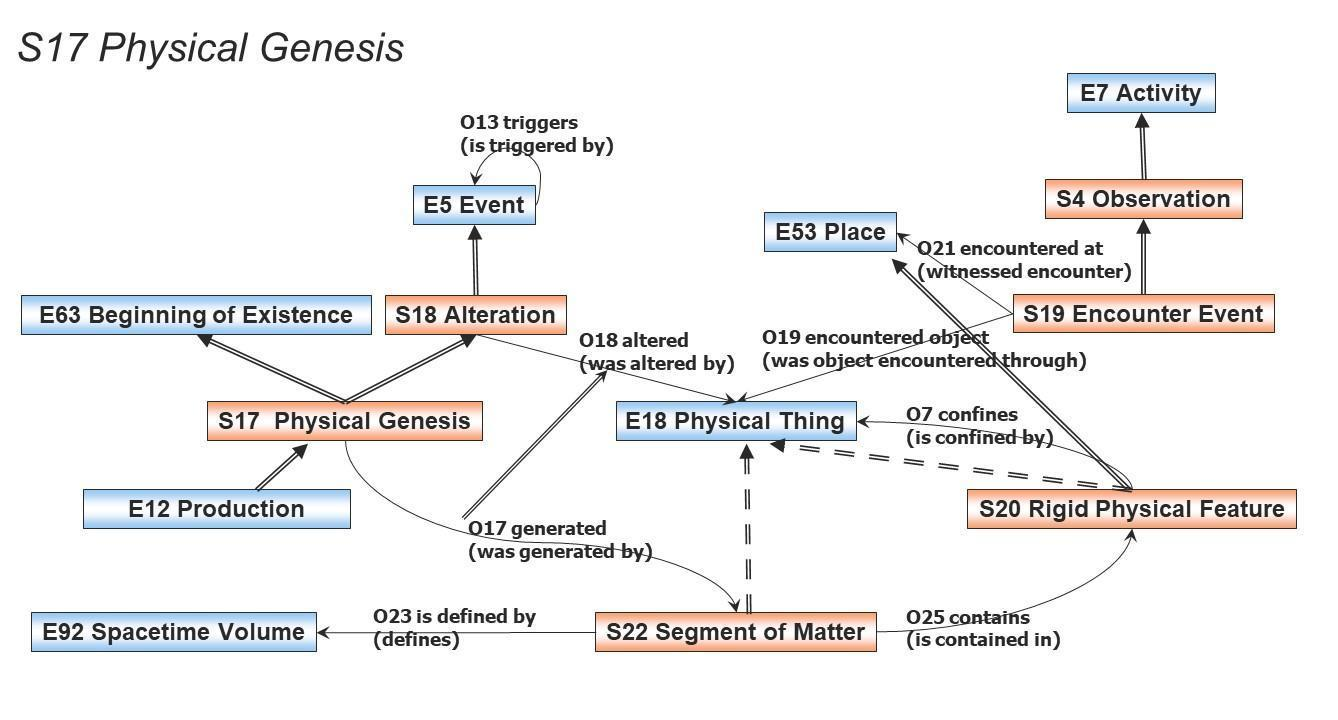 S17 Physical Genesis
E7 Activity
O13 triggers
(is triggered by)
E5 Event
S4 Observation
E53 Place
O21 encountered at
(witnessed encounter)
E63 Beginning of Existence
S18 Alteration
S19 Encounter Event
O18 altered
(was altered by)
O19 encountered object
(was object encountered through)
S17 Physical Genesis
E18 Physical Thing
O7 confines
(is confined by)
E12 Production
S20 Rigid Physical Feature
O17 generated
(was generated by)
E92 Spacetime Volume
O23 is defined by
(defines)
S22 Segment of Matter
O25 contains
(is contained in)